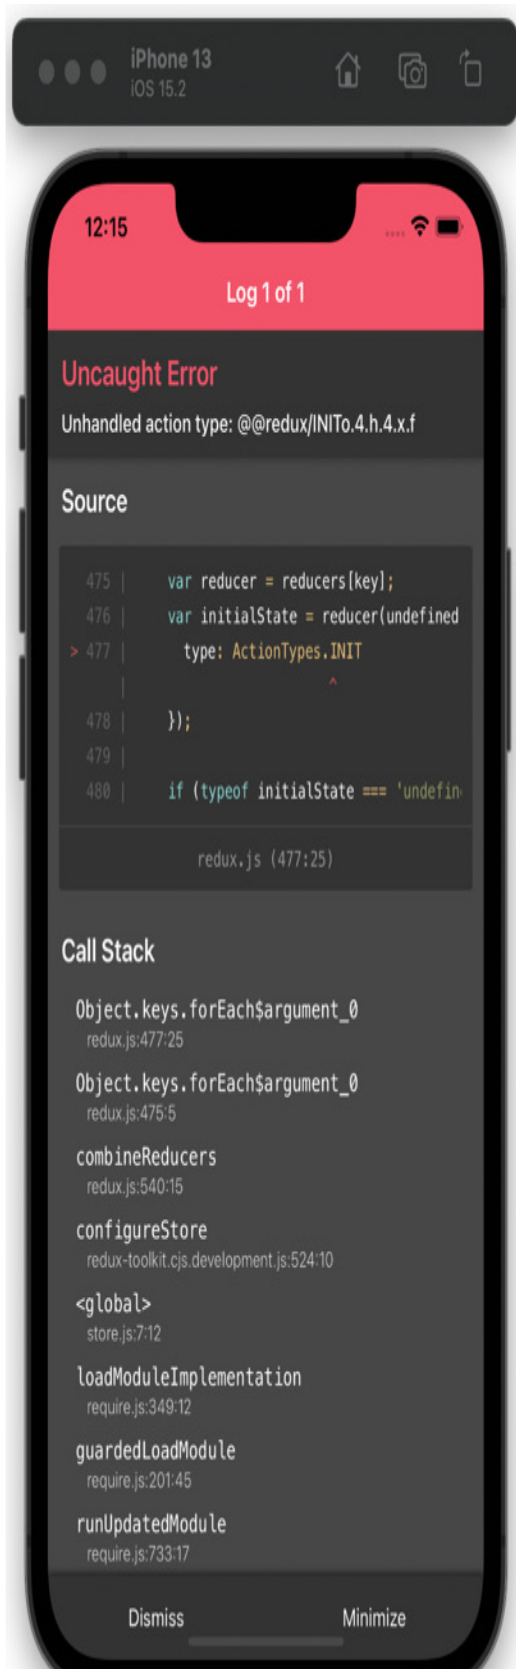 iPhone 13
iOS 15.2
12:15
Log 1 of 1
Uncaught Error
Unhandled action type: @@redux/INITo.4.h.4.x.f
Source
475 | var reducer = reducers[key];
476 | var initialState = reducer(undefined
> 477 | type: ActionTypes.INIT
| ^
478 | });
479 |
480 | if (typeof initialState === 'undefin
redux.js (477:25)
Call Stack
Object.keys.forEach$argument_0
redux.js:477:25
Object.keys.forEach$argument_0
redux.js:475:5
combineReducers
redux.js:540:15
configureStore
redux-toolkit.cjs.development.js:524:10
<global>
store.js:7:12
loadModuleImplementation
require.js:349:12
guardedLoadModule
require.js:201:45
runUpdatedModule
require.js:733:17
Dismiss Minimize